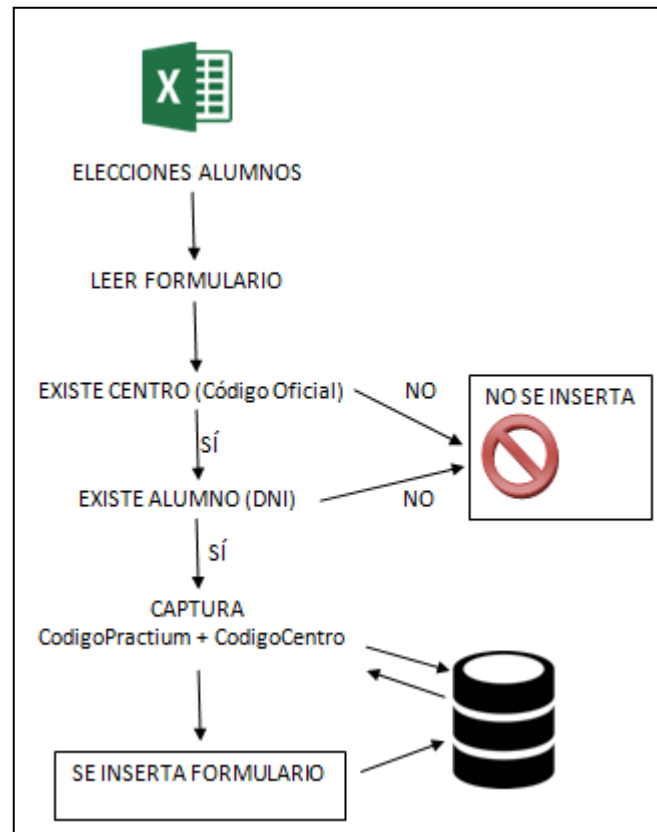 X
ELECCIONES ALUMNOS
LEER FORMULARIO
EXISTE CENTRO (Código Oficial)
NO
NO SE INSERTA
SÍ
EXISTE ALUMNO (DNI)
NO
SÍ
CAPTURA
CodigoPractium + CodigoCentro
SE INSERTA FORMULARIO